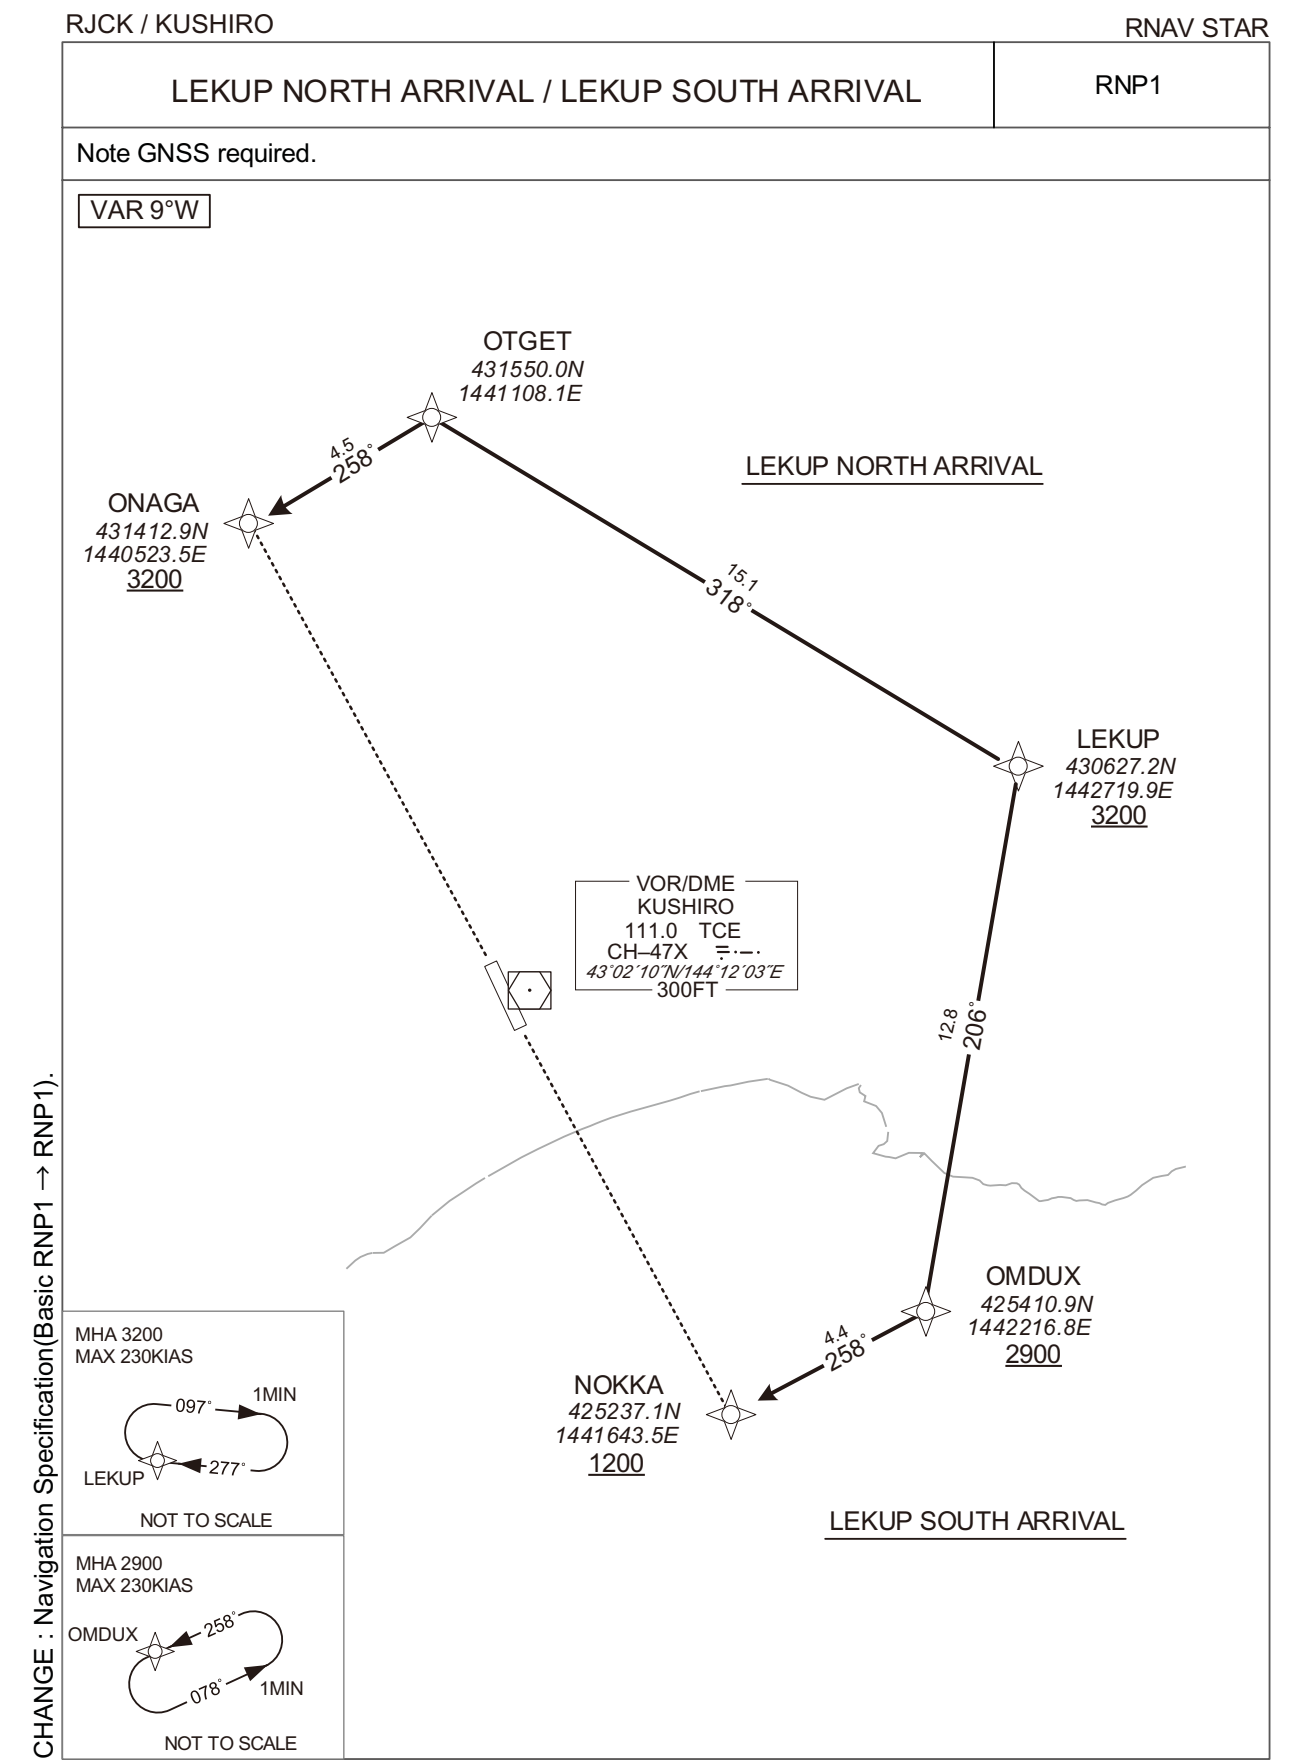 RJCK / KUSHIRO
RNAV STAR
LEKUP NORTH ARRIVAL / LEKUP SOUTH ARRIVAL
RNP1
Note GNSS required.
VAR 9°W
OTGET
431550.0N
1441108.1E
4.5
258°
LEKUP NORTH ARRIVAL
ONAGA
431412.9N
1440523.5E
3200
15.1
318°
LEKUP
430627.2N
1442719.9E
3200
VOR/DME
KUSHIRO
111.0 TCE
CH–47X
43°02′10″N/144°12′03″E
300FT
12.8
206°
OMDUX
425410.9N
1442216.8E
2900
4.4
258°
NOKKA
425237.1N
1441643.5E
1200
LEKUP SOUTH ARRIVAL
MHA 3200
MAX 230KIAS
097°
1MIN
LEKUP
277°
NOT TO SCALE
MHA 2900
MAX 230KIAS
OMDUX
258°
078°
1MIN
NOT TO SCALE
CHANGE : Navigation Specification(Basic RNP1 → RNP1).